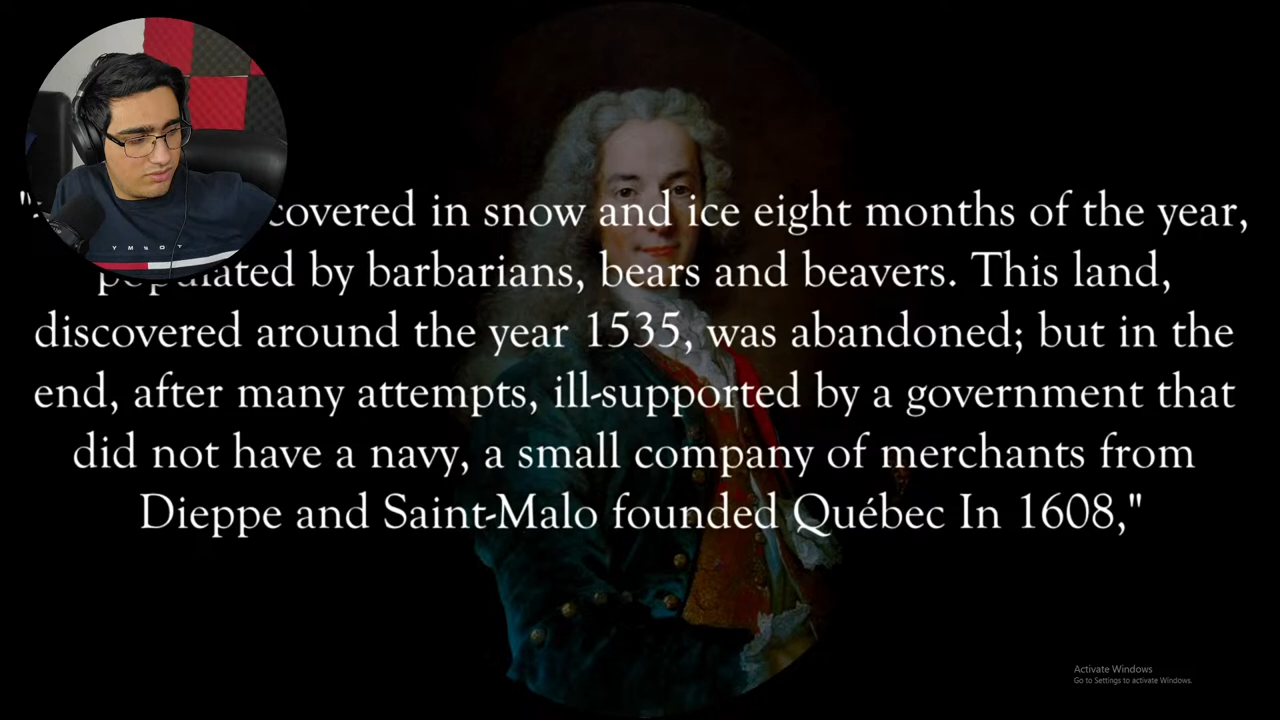 covered in snow and ice eight months of the year,
populated by barbarians, bears and beavers. This land,
discovered around the year 1535, was abandoned; but in the
end, after many attempts, ill-supported by a government that
did not have a navy, a small company of merchants from
Dieppe and Saint-Malo founded Québec In 1608,"
Activate Windows
Go to Settings to activate Windows.